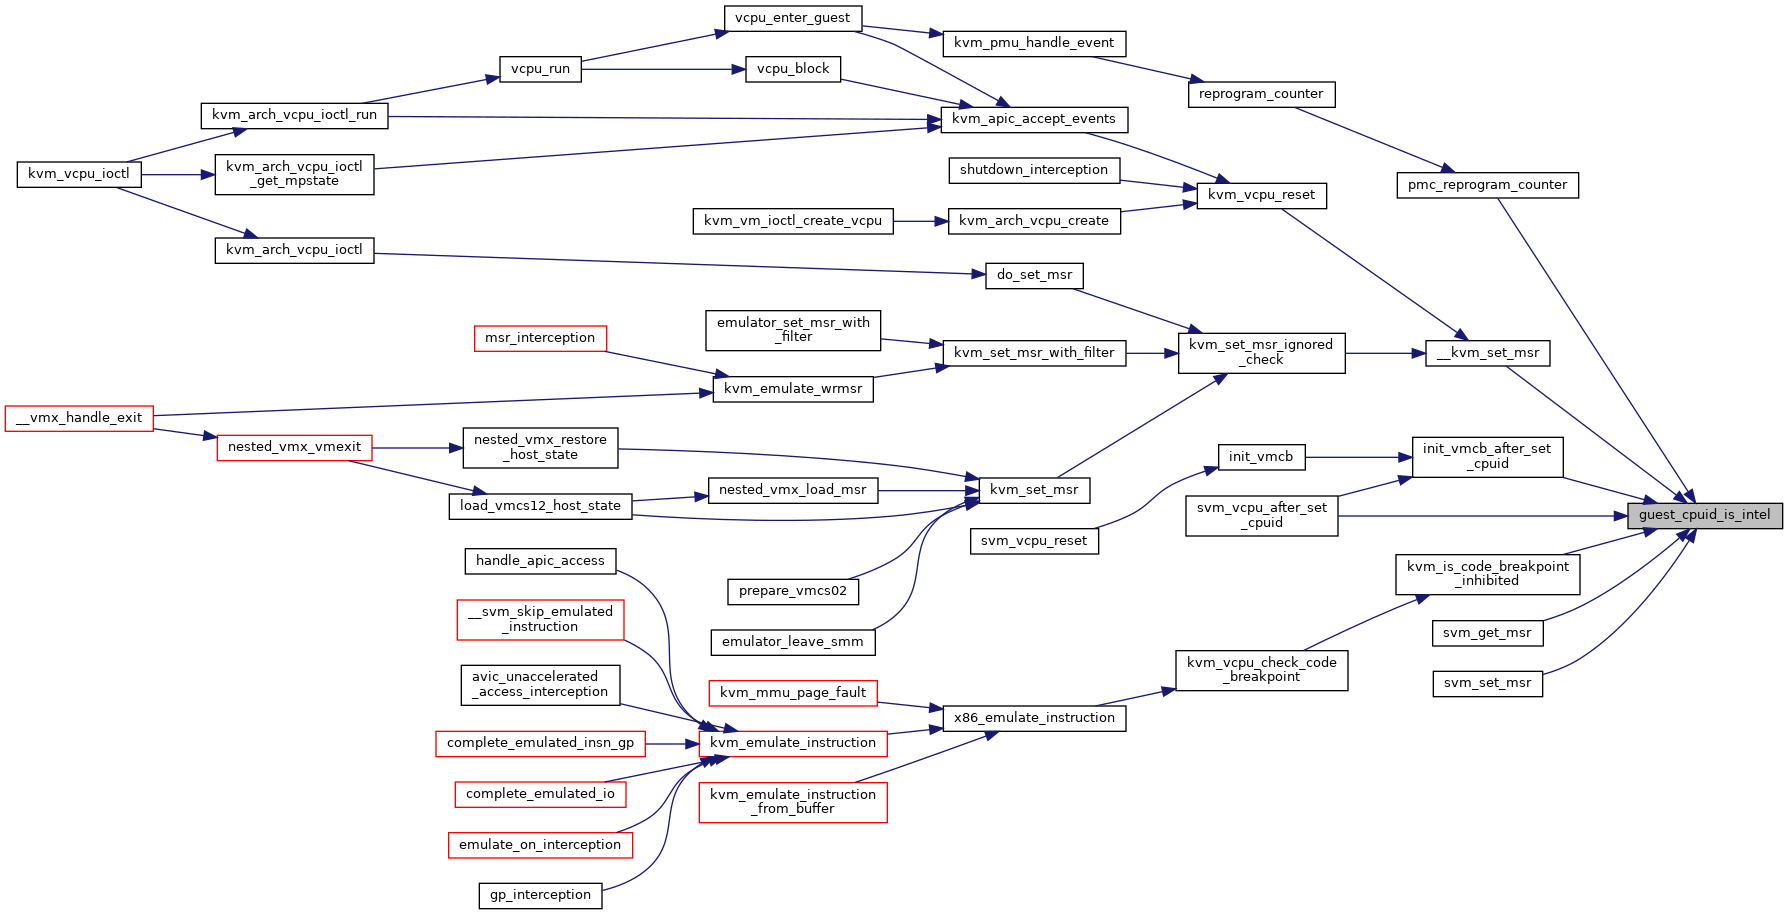 vcpu_enter_guest
kvm_pmu_handle_event
vcpu_run
vcpu_block
reprogram_counter
kvm_arch_vcpu_ioctl_run
kvm_apic_accept_events
kvm_vcpu_ioctl
kvm_arch_vcpu_ioctl
_get_mpstate
shutdown_interception
pmc_reprogram_counter
kvm_vcpu_reset
kvm_vm_ioctl_create_vcpu
kvm_arch_vcpu_create
kvm_arch_vcpu_ioctl
do_set_msr
msr_interception
emulator_set_msr_with
_filter
kvm_set_msr_with_filter
kvm_set_msr_ignored
_check
__kvm_set_msr
kvm_emulate_wrmsr
__vmx_handle_exit
nested_vmx_vmexit
nested_vmx_restore
_host_state
init_vmcb
init_vmcb_after_set
_cpuid
load_vmcs12_host_state
nested_vmx_load_msr
kvm_set_msr
svm_vcpu_after_set
_cpuid
guest_cpuid_is_intel
svm_vcpu_reset
handle_apic_access
kvm_is_code_breakpoint
_inhibited
prepare_vmcs02
__svm_skip_emulated
_instruction
emulator_leave_smm
svm_get_msr
kvm_vcpu_check_code
_breakpoint
svm_set_msr
avic_unaccelerated
_access_interception
kvm_mmu_page_fault
x86_emulate_instruction
complete_emulated_insn_gp
kvm_emulate_instruction
complete_emulated_io
kvm_emulate_instruction
_from_buffer
emulate_on_interception
gp_interception